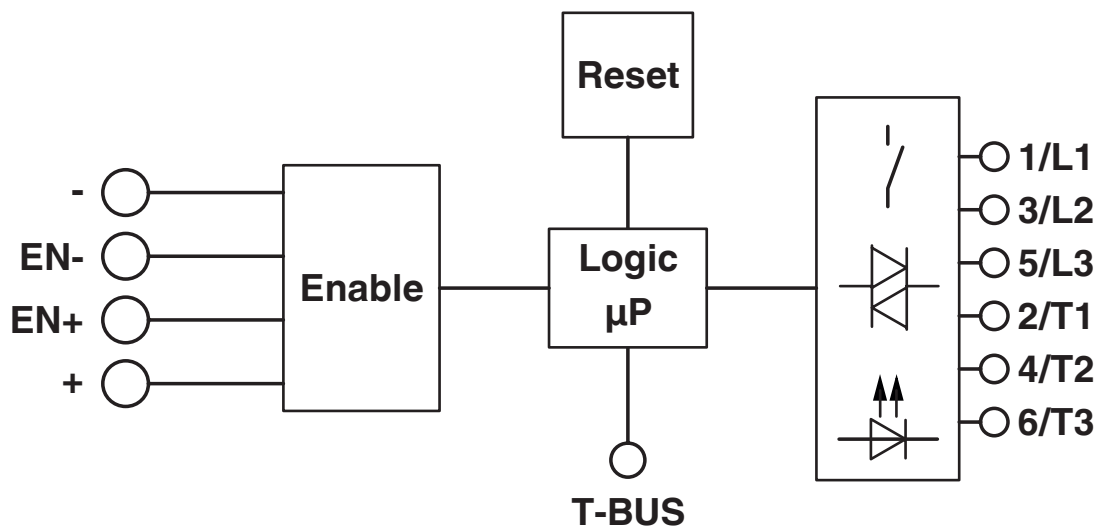 Reset
-
EN-
EN+
+
Enable
Logic
µP
T-BUS
1/L1
3/L2
5/L3
2/T1
4/T2
6/T3